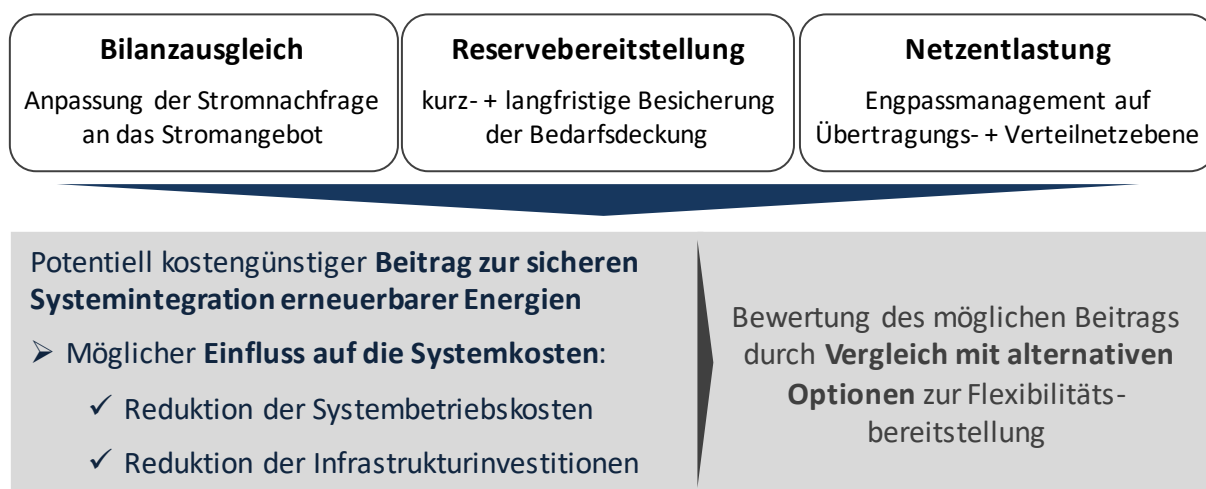 Bilanzausgleich
Anpassung der Stromnachfrage
an das Stromangebot
Reservebereitstellung
kurz- + langfristige Besicherung
der Bedarfsdeckung
Netzentlastung
Engpassmanagement auf
Übertragungs- + Verteilnetzebene
Potentiell kostengünstiger Beitrag zur sicheren
Systemintegration erneuerbarer Energien
➢ Möglicher Einfluss auf die Systemkosten:
✓ Reduktion der Systembetriebskosten
✓ Reduktion der Infrastrukturinvestitionen
Bewertung des möglichen Beitrags
durch Vergleich mit alternativen
Optionen zur Flexibilitäts-
bereitstellung